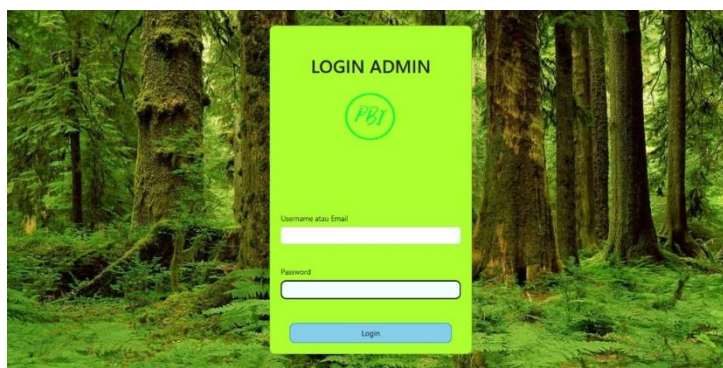 LOGIN ADMIN
PBI
Username atau Email
Password
Login